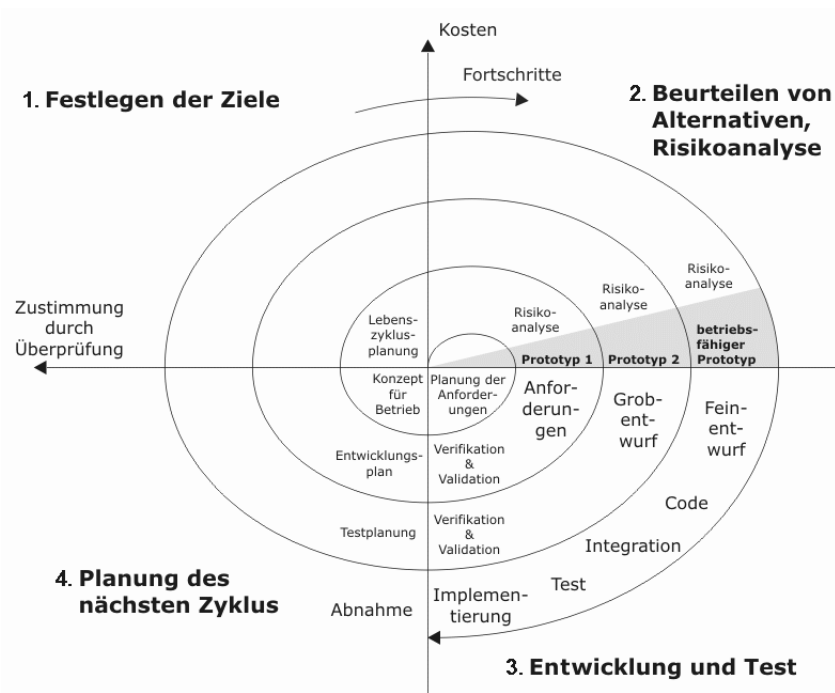 Kosten
Fortschritte
1. Festlegen der Ziele
2. Beurteilen von
Alternativen,
Risikoanalyse
Zustimmung
durch
Überprüfung
Lebens-
zyklus-
planung
Risiko-
analyse
Risiko-
analyse
Risiko-
analyse
Prototyp 1
Prototyp 2
betriebs-
fähiger
Prototyp
Konzept
für
Betrieb
Planung der
Anforder-
ungen
Anfor-
derun-
gen
Grob-
ent-
wurf
Fein-
ent-
wurf
Entwicklungs-
plan
Verifikation
&
Validation
Testplanung
Verifikation
&
Validation
Code
Integration
Test
Implemen-
tierung
Abnahme
4. Planung des
nächsten Zyklus
3. Entwicklung und Test